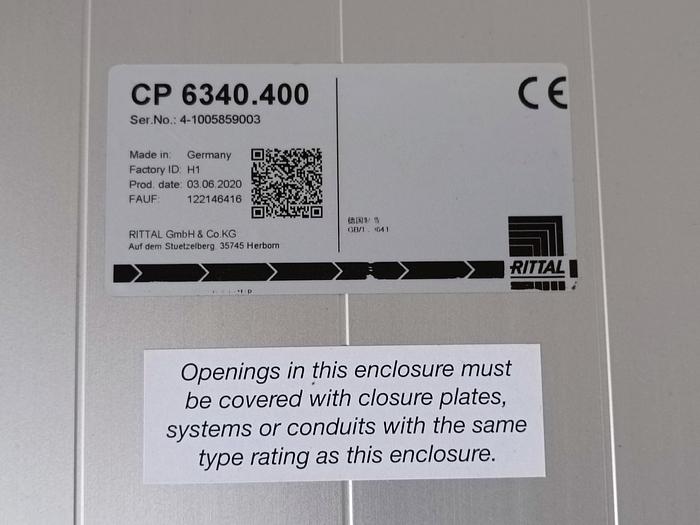 CP 6340.400
Ser.No.: 4-1005859003
Made in: Germany
Factory ID: H1
Prod. date: 03.06.2020
FAUF: 122146416
RITTAL GmbH & Co.KG
Auf dem Stuetzelberg. 35745 Herborn
CE
RITTAL
Openings in this enclosure must
be covered with closure plates,
systems or conduits with the same
type rating as this enclosure.